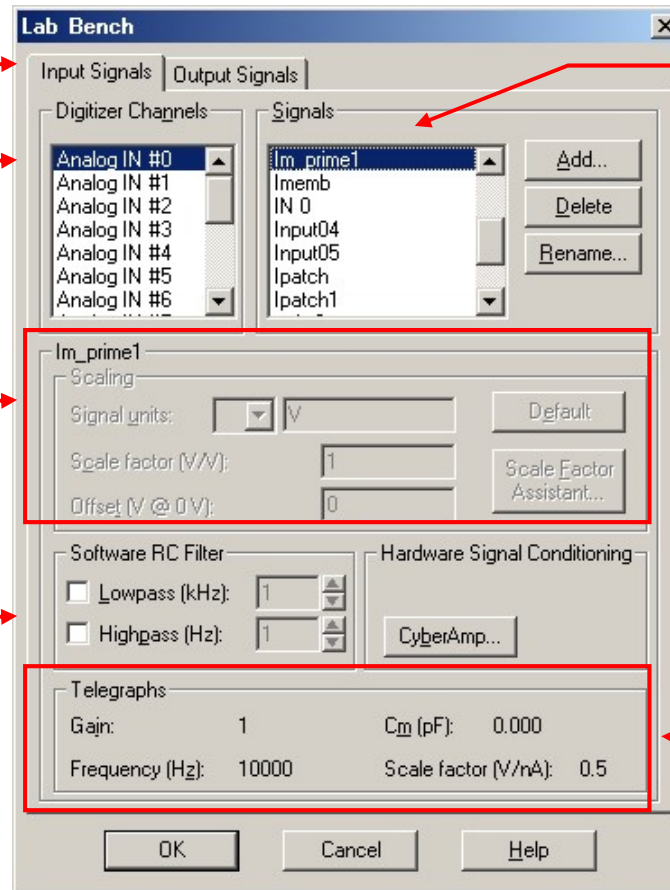 Lab Bench
Input Signals Output Signals
Digitizer Channels
Analog IN #0
Analog IN #1
Analog IN #2
Analog IN #3
Analog IN #4
Analog IN #5
Analog IN #6
Signals
Im_prime1
Imemb
IN 0
Input04
Input05
Ipatch
Ipatch1
Add...
Delete
Rename...
Im_prime1
Scaling
Signal units: V
Default
Scale factor (V/V): 1
Scale Factor
Assistant...
Offset (V @ 0 V): 0
Software RC Filter
Lowpass (kHz): 1
Highpass (Hz): 1
Hardware Signal Conditioning
CyberAmp...
Telegraphs
Gain: 1 Cm (pF): 0.000
Frequency (Hz): 10000 Scale factor (V/nA): 0.5
OK Cancel Help